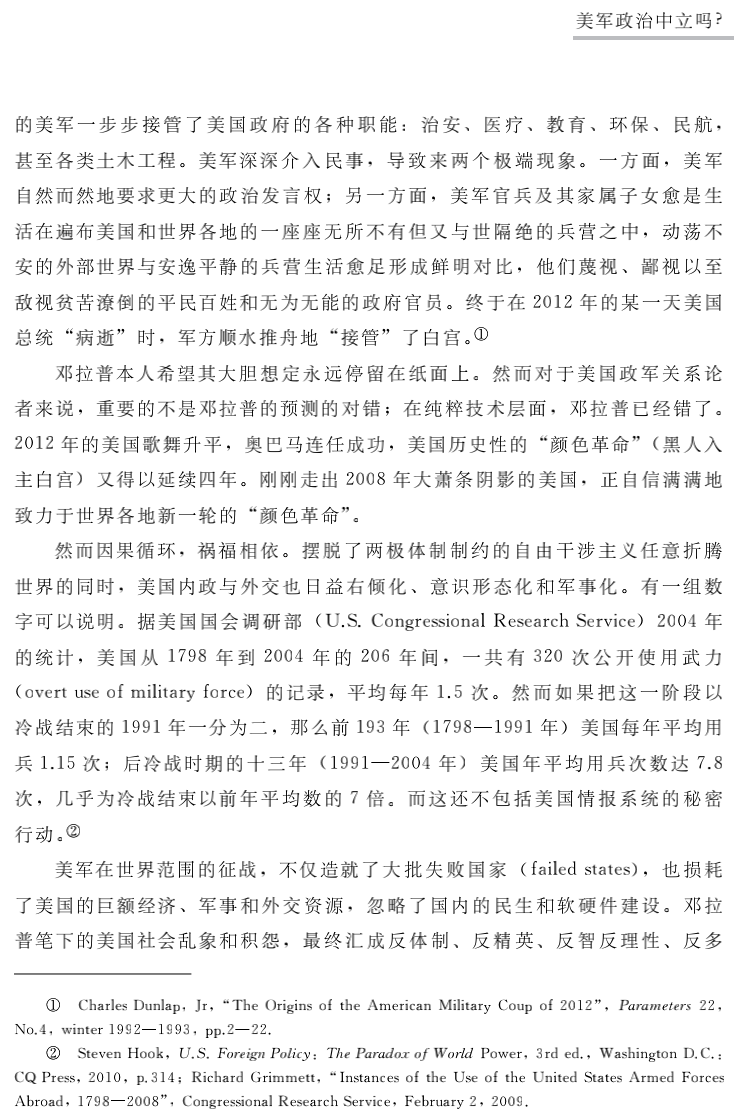 美军政治中立吗?
的美军一步步接管了美国政府的各种职能：治安、医疗、教育、环保、民航，
甚至各类土木工程。美军深深介入民事，导致来两个极端现象。一方面，美军
自然而然地要求更大的政治发言权；另一方面，美军官兵及其家属子女愈是生
活在遍布美国和世界各地的一座座无所不有但又与世隔绝的兵营之中，动荡不
安的外部世界与安逸平静的兵营生活愈足形成鲜明对比，他们蔑视、鄙视以至
敌视贫苦潦倒的平民百姓和无为无能的政府官员。终于在 2012 年的某一天美国
总统“病逝”时，军方顺水推舟地“接管”了白宫。①
邓拉普本人希望其大胆想定永远停留在纸面上。然而对于美国政军关系论
者来说，重要的不是邓拉普的预测的对错；在纯粹技术层面，邓拉普已经错了。
2012 年的美国歌舞升平，奥巴马连任成功，美国历史性的“颜色革命”（黑人入
主白宫）又得以延续四年。刚刚走出 2008 年大萧条阴影的美国，正自信满满地
致力于世界各地新一轮的“颜色革命”。
然而因果循环，祸福相依。摆脱了两极体制制约的自由干涉主义任意折腾
世界的同时，美国内政与外交也日益右倾化、意识形态化和军事化。有一组数
字可以说明。据美国国会调研部（U.S. Congressional Research Service）2004 年
的统计，美国从 1798 年到 2004 年的 206 年间，一共有 320 次公开使用武力
（overt use of military force）的记录，平均每年 1.5 次。然而如果把这一阶段以
冷战结束的 1991 年一分为二，那么前 193 年（1798—1991 年）美国每年平均用
兵 1.15 次；后冷战时期的十三年（1991—2004 年）美国年平均用兵次数达 7.8
次，几乎为冷战结束以前年平均数的 7 倍。而这还不包括美国情报系统的秘密
行动。②
美军在世界范围的征战，不仅造就了大批失败国家（failed states），也损耗
了美国的巨额经济、军事和外交资源，忽略了国内的民生和软硬件建设。邓拉
普笔下的美国社会乱象和积怨，最终汇成反体制、反精英、反智反理性、反多
① Charles Dunlap, Jr, “The Origins of the American Military Coup of 2012”, Parameters 22,
No.4, winter 1992—1993, pp.2—22.
② Steven Hook, U.S. Foreign Policy: The Paradox of World Power, 3rd ed., Washington D.C.:
CQ Press, 2010, p.314; Richard Grimmett, “Instances of the Use of the United States Armed Forces
Abroad, 1798—2008”, Congressional Research Service, February 2, 2009.